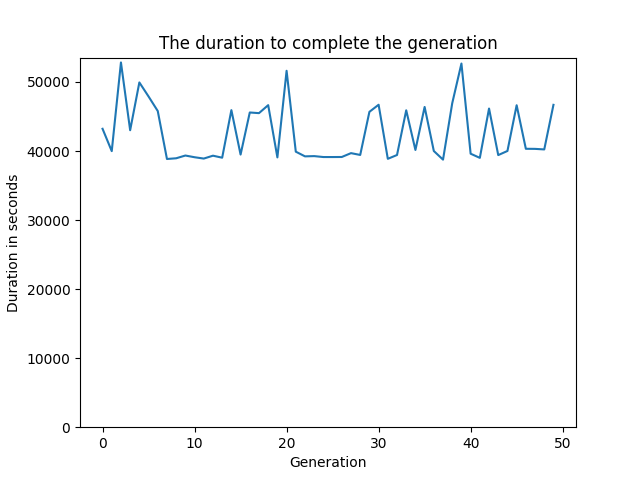 The duration to complete the generation
50000
40000
30000
20000
10000
0
Duration in seconds
0 10 20 30 40 50
Generation